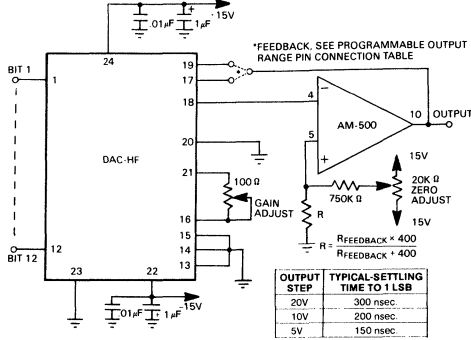 15V
.01µF
1µF
24
*FEEDBACK, SEE PROGRAMMABLE OUTPUT
RANGE PIN CONNECTION TABLE
BIT 1
1
19
17
18
4
−
10
OUTPUT
AM-500
5
+
20
DAC-HF
21
100 Ω
GAIN
ADJUST
15V
20K Ω
ZERO
ADJUST
750K Ω
15V
R
16
15
14
13
12
BIT 12
R = RFEEDBACK × 400
RFEEDBACK + 400
23
22
-15V
.01µF
+ 1µF
OUTPUT STEP TYPICAL-SETTLING TIME TO 1 LSB
20V 300 nsec.
10V 200 nsec.
5V 150 nsec.